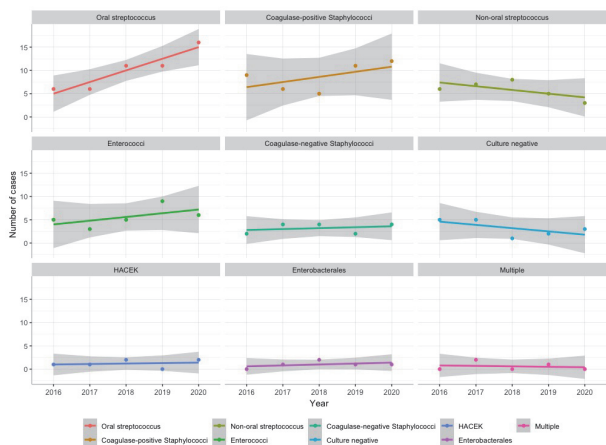 Oral streptococcus Coagulase-positive Staphylococci Non-oral streptococcus
15
10
5
0
Enterococci Coagulase-negative Staphylococci Culture negative
Number of cases
15
10
5
0
HACEK Enterobacterales Multiple
15
10
5
0
2016 2017 2018 2019 2020 2016 2017 2018 2019 2020 2016 2017 2018 2019 2020
Year
Oral streptococcus Non-oral streptococcus Coagulase-negative Staphylococci HACEK Multiple
Coagulase-positive Staphylococci Enterococci Culture negative Enterobacterales